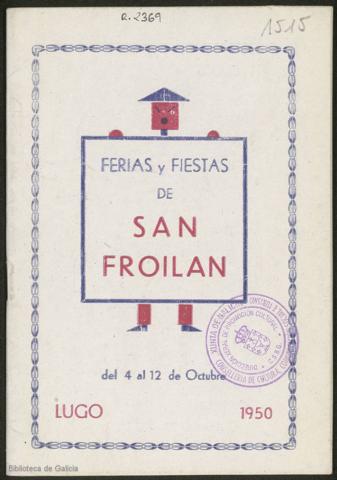 R. 2369
1515
FERIAS y FIESTAS
DE
SAN
FROILAN
del 4 al 12 de Octubre
LUGO 1950
Biblioteca de Galicia